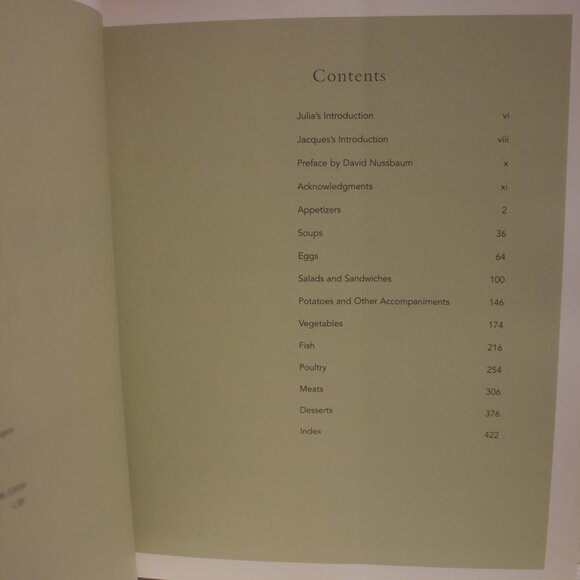 Contents
Julia's Introduction vi
Jacques's Introduction viii
Preface by David Nussbaum x
Acknowledgments xi
Appetizers 2
Soups 36
Eggs 64
Salads and Sandwiches 100
Potatoes and Other Accompaniments 146
Vegetables 174
Fish 216
Poultry 254
Meats 306
Desserts 376
Index 422